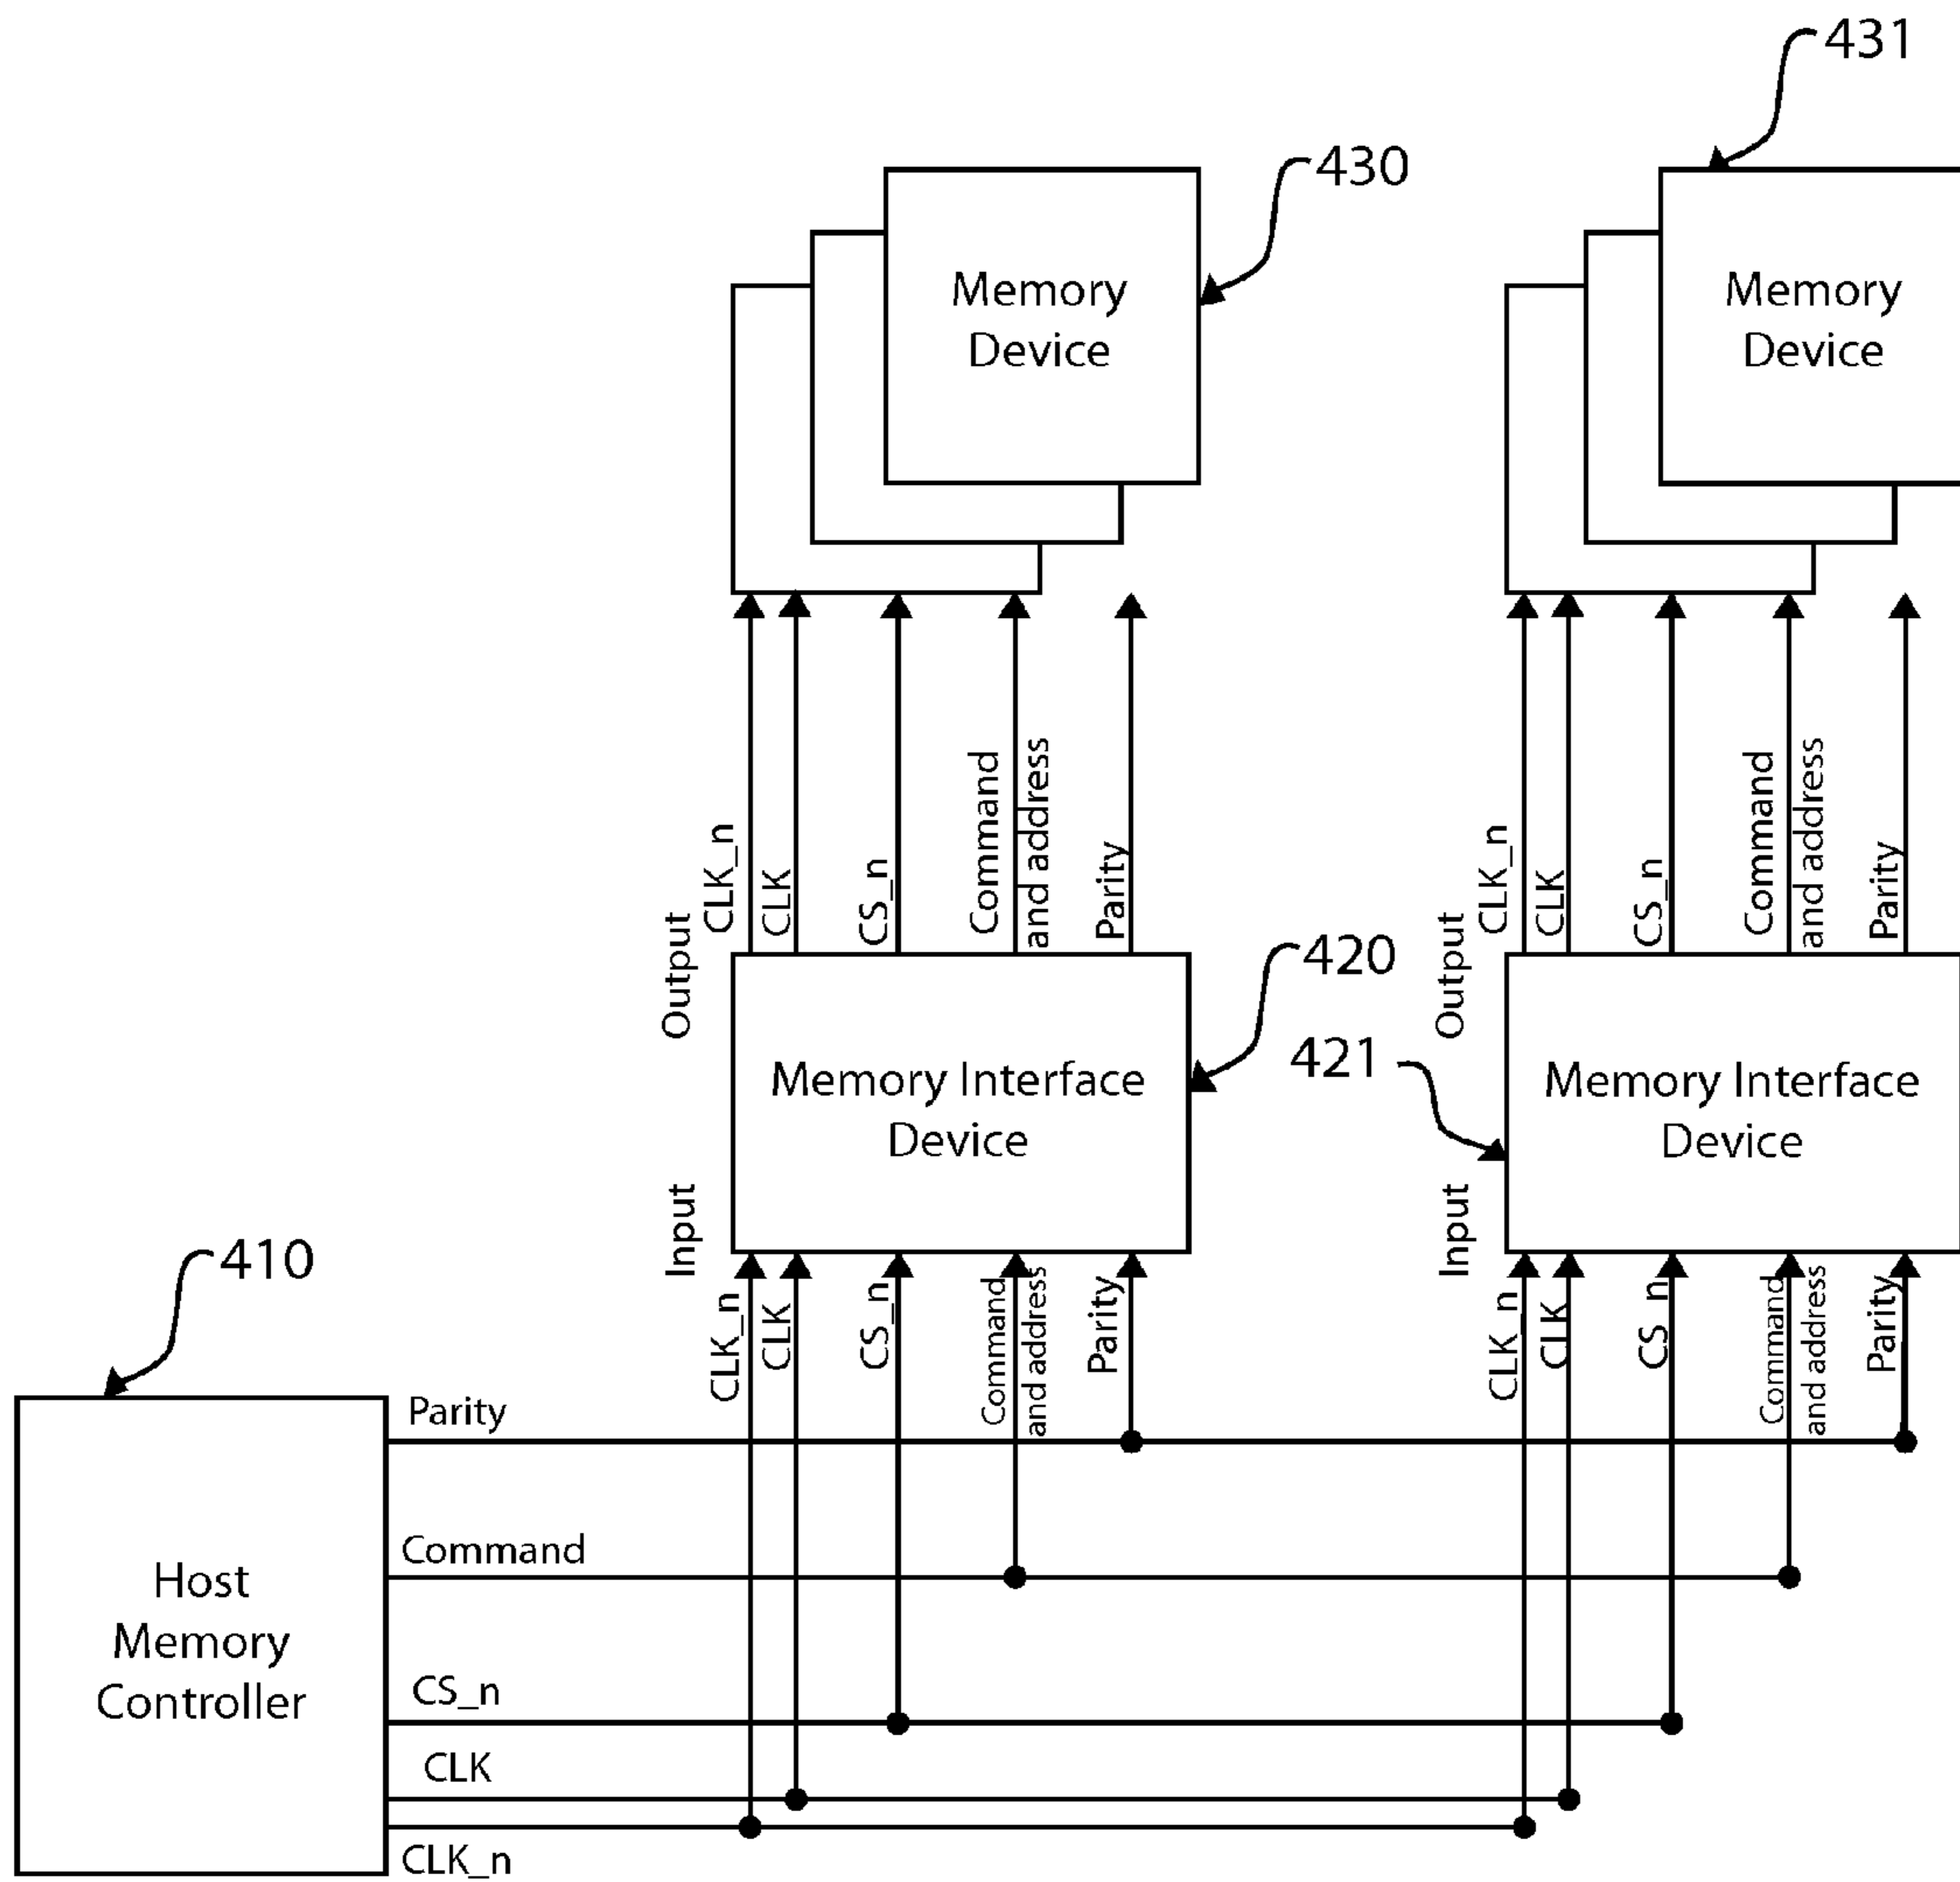 431
430
Memory
Device
Memory
Device
Output
CLK_n
CLK
CS_n
Command
and address
Parity
Output
CLK_n
CLK
CS_n
Command
and address
Parity
420
421
Memory Interface
Device
Memory Interface
Device
Input
CLK_n
CLK
CS_n
Command
and address
Parity
Input
CLK_n
CLK
CS_n
Command
and address
Parity
410
Host
Memory
Controller
Parity
Command
CS_n
CLK
CLK_n